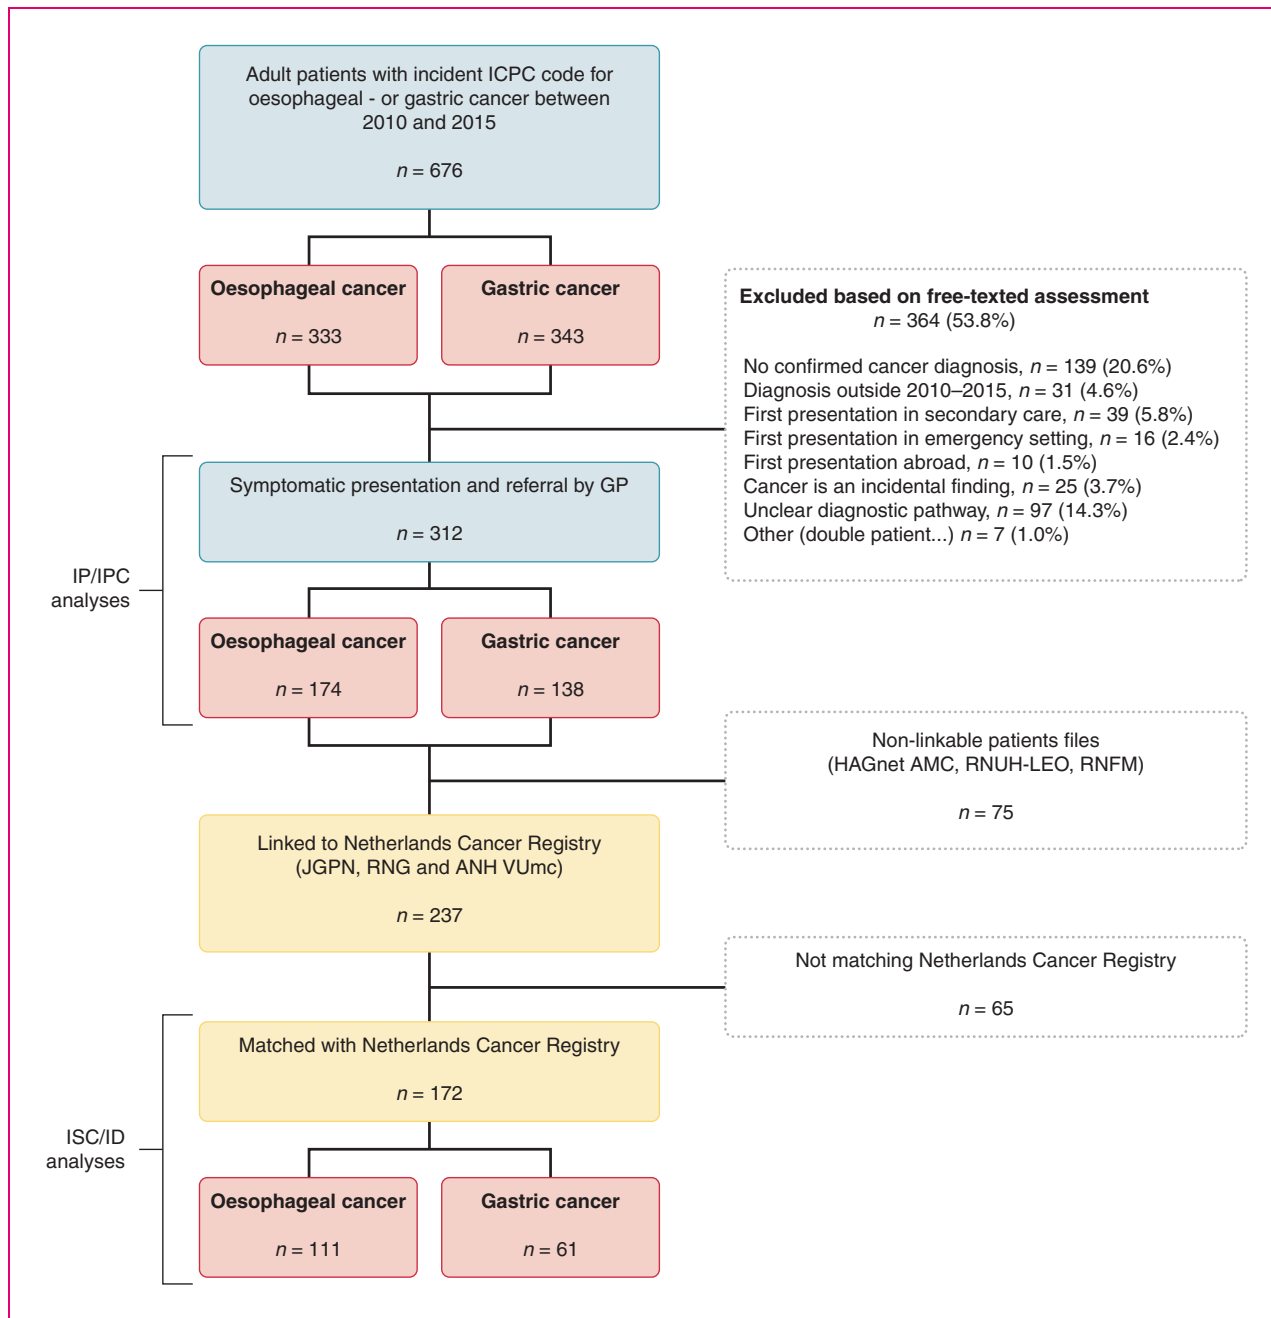 Adult patients with incident ICPC code for
oesophageal - or gastric cancer between
2010 and 2015
n = 676
Oesophageal cancer
n = 333
Gastric cancer
n = 343
Excluded based on free-texted assessment
n = 364 (53.8%)
No confirmed cancer diagnosis, n = 139 (20.6%)
Diagnosis outside 2010–2015, n = 31 (4.6%)
First presentation in secondary care, n = 39 (5.8%)
First presentation in emergency setting, n = 16 (2.4%)
First presentation abroad, n = 10 (1.5%)
Cancer is an incidental finding, n = 25 (3.7%)
Unclear diagnostic pathway, n = 97 (14.3%)
Other (double patient...) n = 7 (1.0%)
Symptomatic presentation and referral by GP
n = 312
IP/IPC
analyses
Oesophageal cancer
n = 174
Gastric cancer
n = 138
Non-linkable patients files
(HAGnet AMC, RNUH-LEO, RNFM)
n = 75
Linked to Netherlands Cancer Registry
(JGPN, RNG and ANH VUmc)
n = 237
Not matching Netherlands Cancer Registry
n = 65
Matched with Netherlands Cancer Registry
n = 172
ISC/ID
analyses
Oesophageal cancer
n = 111
Gastric cancer
n = 61